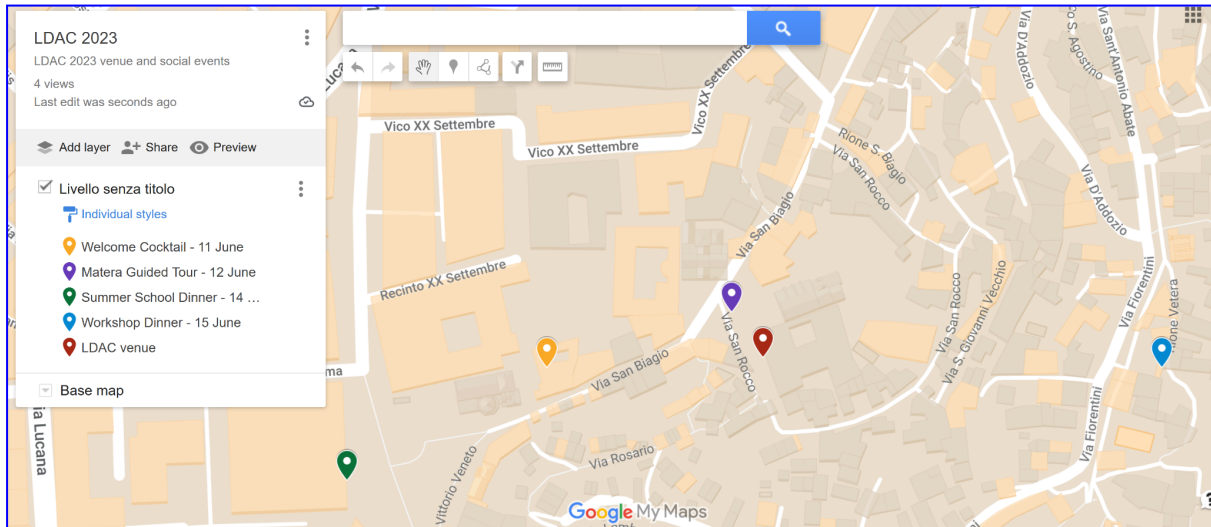 LDAC 2023
LDAC 2023 venue and social events
4 views
Last edit was seconds ago
Add layer
Share
Preview
Livello senza titolo
Individual styles
Welcome Cocktail - 11 June
Matera Guided Tour - 12 June
Summer School Dinner - 14 ...
Workshop Dinner - 15 June
LDAC venue
Base map
Lucana
Vico XX Settembre
Vico XX Settembre
Vico XX Settembre
Recinto XX Settembre
ma
ia Lucana
Via San Biagio
Via San Biagio
Rione S. Biagio
Via San Rocco
Via San Rocco
Via San Rocco
Via S. Giovanni Vecchio
Via D'Addozio
Via D'Addozio
S. Agostino
Via Sant'Antonio Abate
Via Fiorentini
Via Fiorentini
ione Vetera
Via Rosario
Vittorio Veneto
Google My Maps